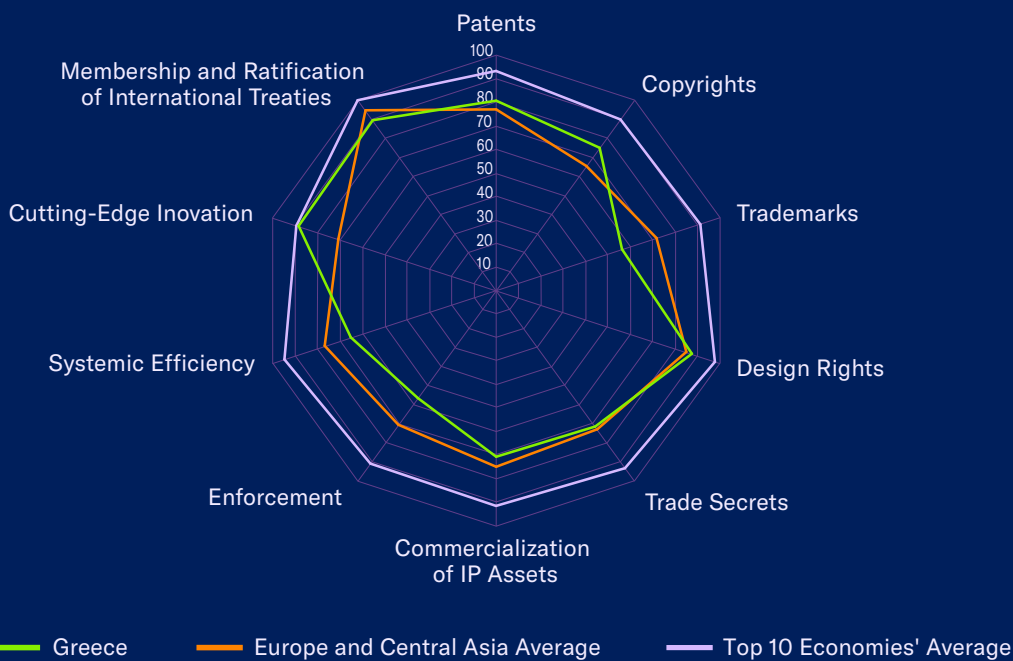 Patents
Copyrights
Trademarks
Design Rights
Trade Secrets
Commercialization
of IP Assets
Enforcement
Systemic Efficiency
Cutting-Edge Inovation
Membership and Ratification
of International Treaties
100
90
80
70
60
50
40
30
20
10
Greece
Europe and Central Asia Average
Top 10 Economies' Average